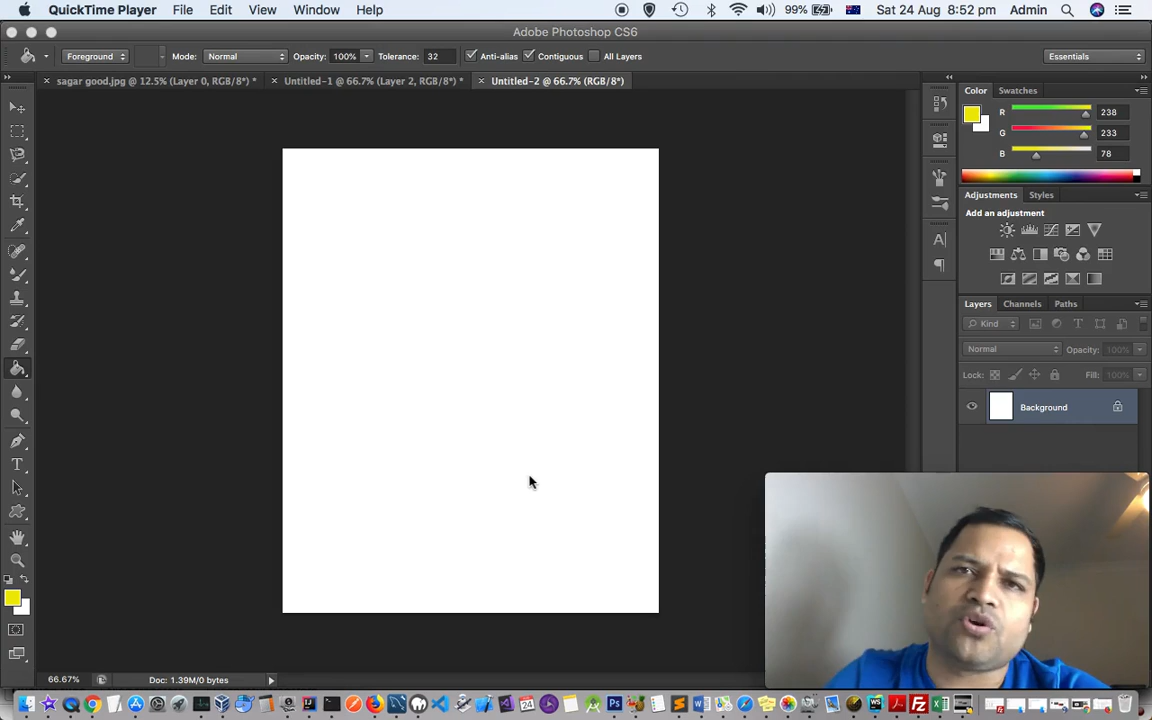 QuickTime Player File Edit View Window Help 99% Sat 24 Aug 8:52 pm Admin
Adobe Photoshop CS6
Foreground Mode: Normal Opacity: 100% Tolerance: 32 Anti-alias Contiguous All Layers Essentials
× sagar good.jpg @ 12.5% (Layer 0, RGB/8*) * × Untitled-1 @ 66.7% (Layer 2, RGB/8*) * × Untitled-2 @ 66.7% (RGB/8*)
Color Swatches
R 238
G 233
B 78
Adjustments Styles
Add an adjustment
Layers Channels Paths
Kind
Normal Opacity: 100%
Lock: Fill: 100%
Background
66.67% Doc: 1.39M/0 bytes